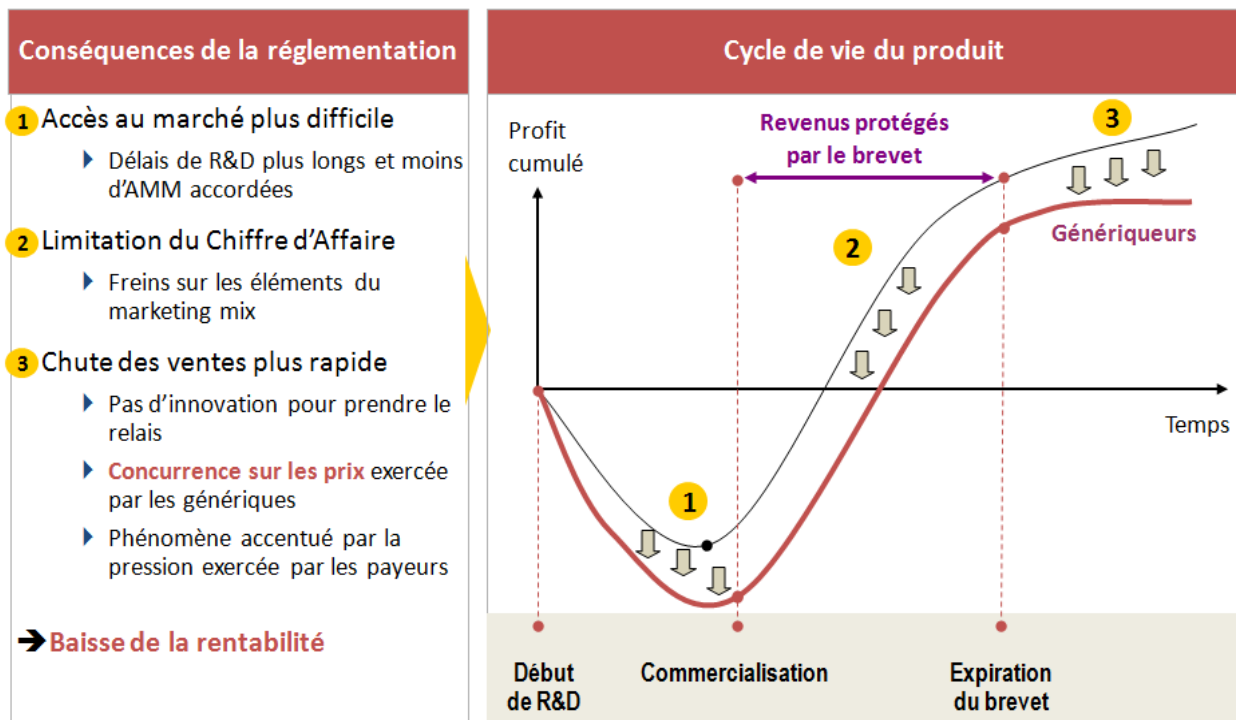 Conséquences de la réglementation
1 Accès au marché plus difficile
Délais de R&D plus longs et moins
d'AMM accordées
2 Limitation du Chiffre d'Affaire
Freins sur les éléments du
marketing mix
3 Chute des ventes plus rapide
Pas d'innovation pour prendre le
relais
Concurrence sur les prix exercée
par les génériques
Phénomène accentué par la
pression exercée par les payeurs
➔ Baisse de la rentabilité
Cycle de vie du produit
Profit
cumulé
Revenus protégés
par le brevet
3
Génériqueurs
2
Temps
1
Début
de R&D
Commercialisation
Expiration
du brevet